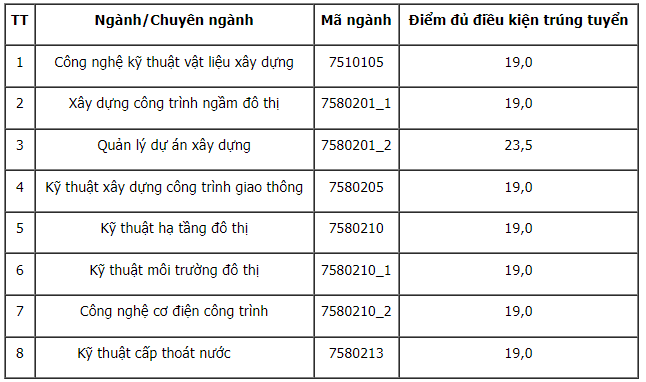 TT Ngành/Chuyên ngành Mã ngành Điểm đủ điều kiện trúng tuyển
1 Công nghệ kỹ thuật vật liệu xây dựng 7510105 19,0
2 Xây dựng công trình ngầm đô thị 7580201_1 19,0
3 Quản lý dự án xây dựng 7580201_2 23,5
4 Kỹ thuật xây dựng công trình giao thông 7580205 19,0
5 Kỹ thuật hạ tầng đô thị 7580210 19,0
6 Kỹ thuật môi trường đô thị 7580210_1 19,0
7 Công nghệ cơ điện công trình 7580210_2 19,0
8 Kỹ thuật cấp thoát nước 7580213 19,0